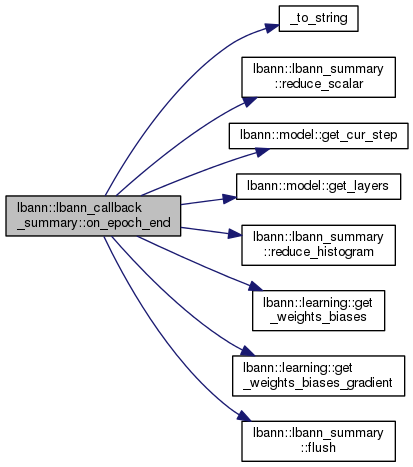 lbann::lbann_callback
_summary::on_epoch_end
_to_string
lbann::lbann_summary
::reduce_scalar
lbann::model::get_cur_step
lbann::model::get_layers
lbann::lbann_summary
::reduce_histogram
lbann::learning::get
_weights_biases
lbann::learning::get
_weights_biases_gradient
lbann::lbann_summary
::flush